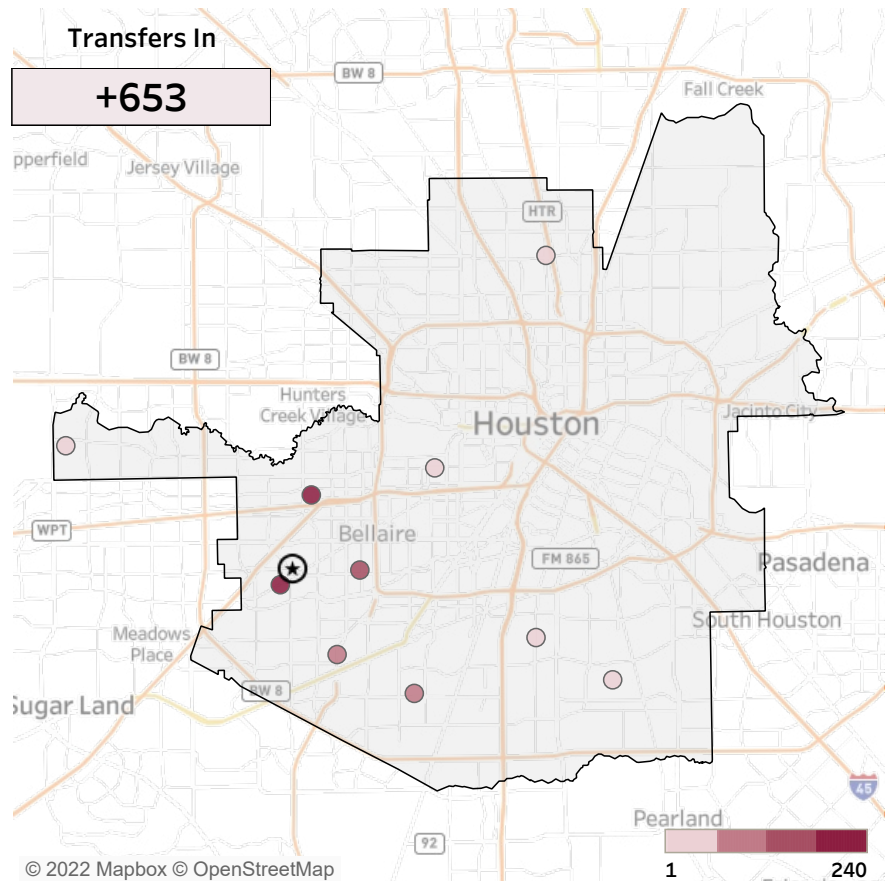 Transfers In
+653
BW 8
Fall Creek
pperfield
Jersey Village
HTR
BW 8
Hunters
Creek Village
Jacinto City
Houston
WPT
Bellaire
FM 865
Pasadena
South Houston
Meadows
Place
BW 8
Sugar Land
45
Pearland
92
1
240
© 2022 Mapbox © OpenStreetMap